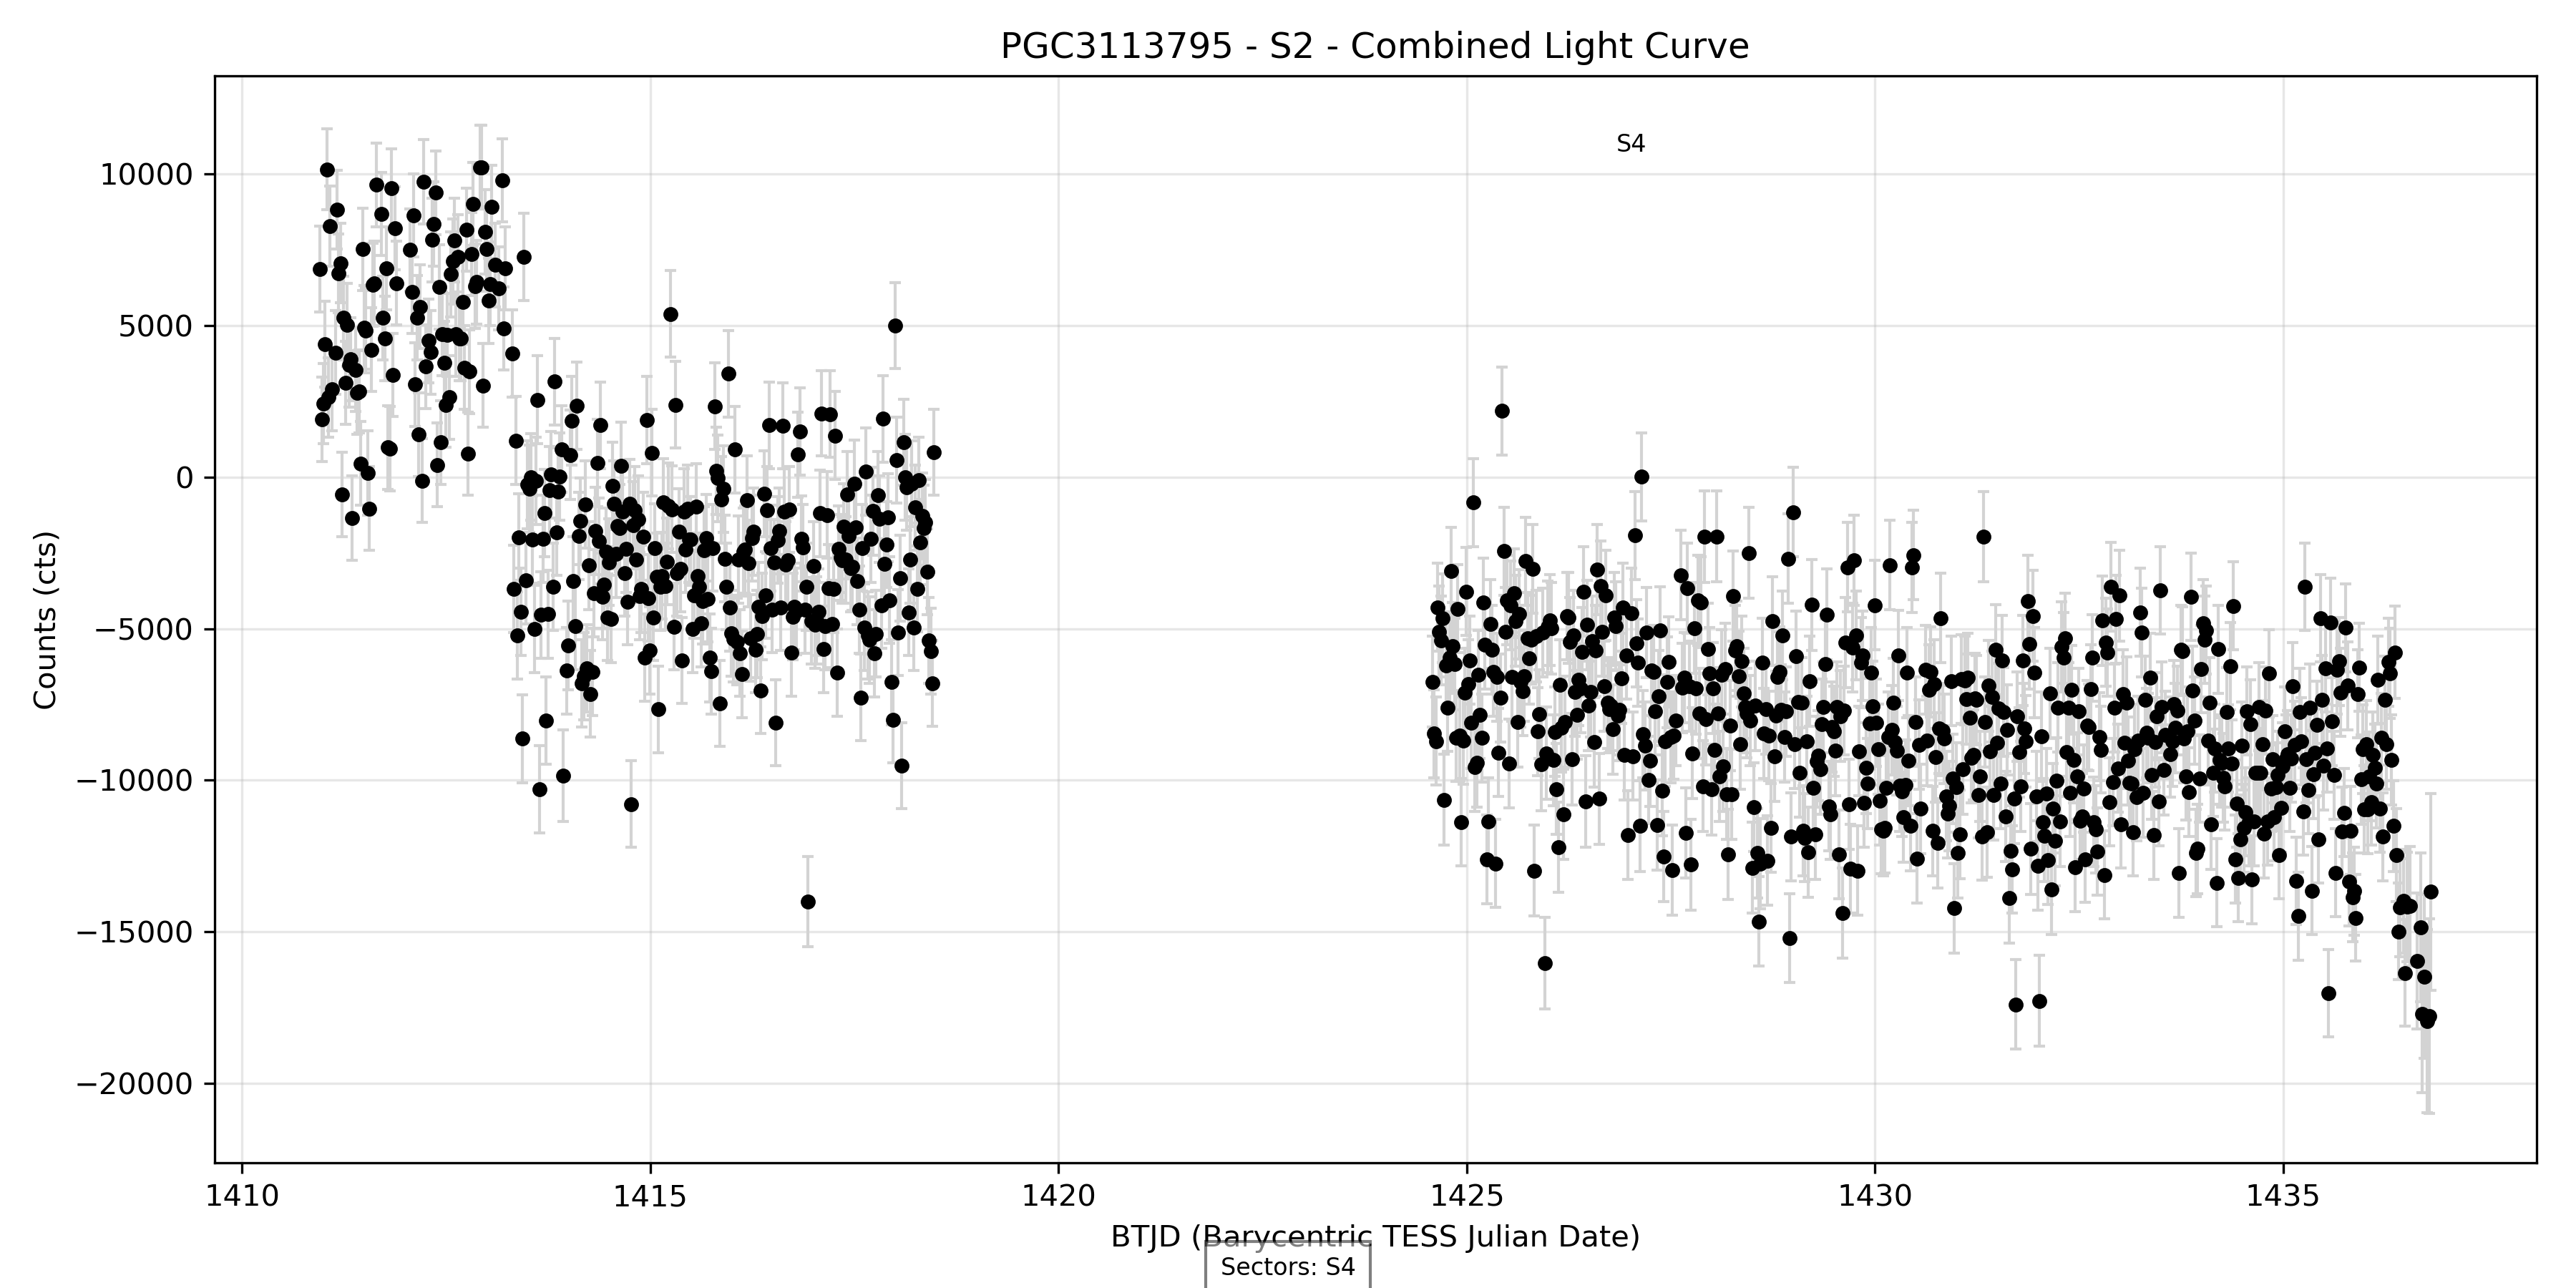 PGC3113795 - S2 - Combined Light Curve
S4
10000
5000
0
−5000
−10000
−15000
−20000
Counts (cts)
1410 1415 1420 1425 1430 1435
BTJD (Barycentric TESS Julian Date)
Sectors: S4